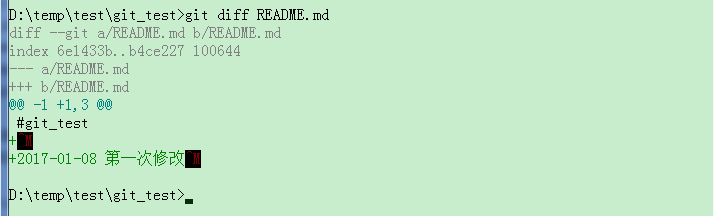 D:\temp\test\git_test>git diff README.md
diff --git a/README.md b/README.md
index 6e1433b..b4ce227 100644
--- a/README.md
+++ b/README.md
@@ -1 +1,3 @@
 #git_test
+^M
+2017-01-08 第一次修改^M
D:\temp\test\git_test>